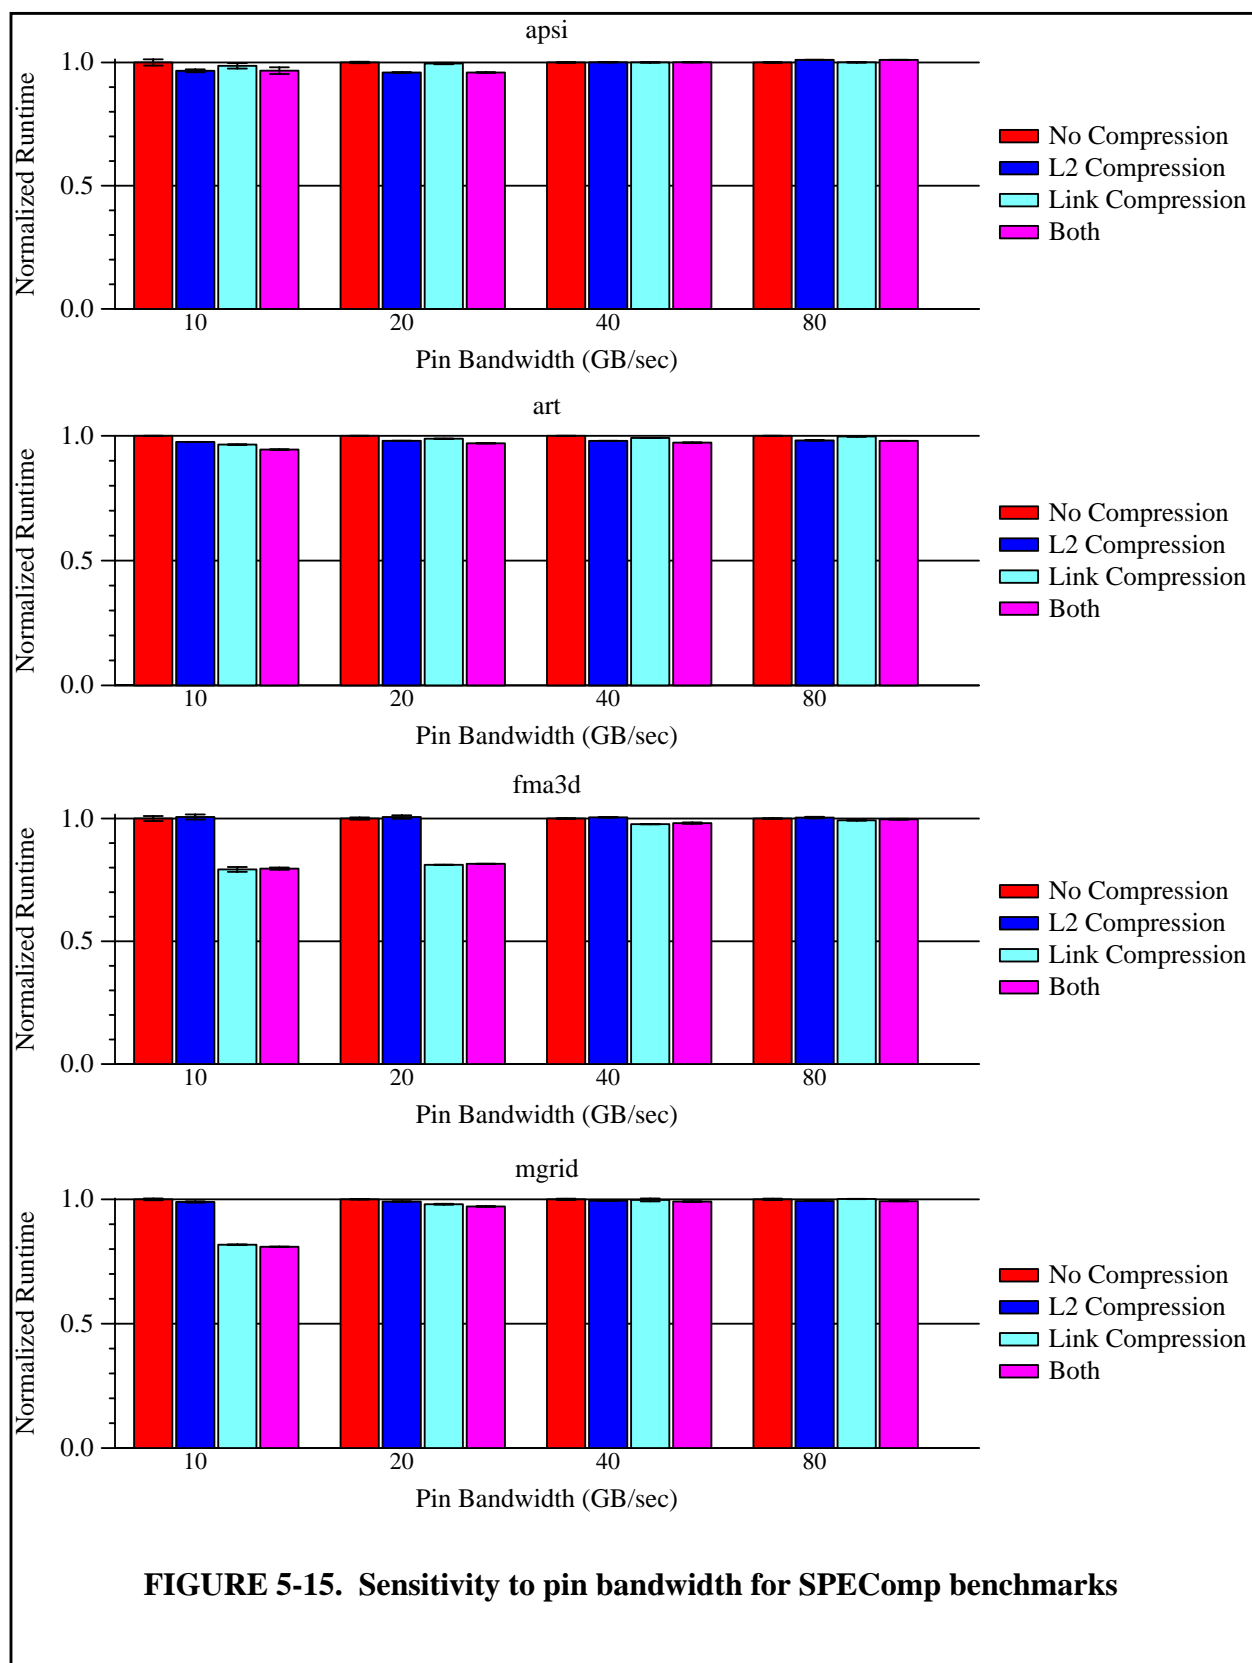 apsi
Normalized Runtime
1.0
0.5
0.0
10 20 40 80
Pin Bandwidth (GB/sec)
No Compression
L2 Compression
Link Compression
Both
art
Normalized Runtime
1.0
0.5
0.0
10 20 40 80
Pin Bandwidth (GB/sec)
No Compression
L2 Compression
Link Compression
Both
fma3d
Normalized Runtime
1.0
0.5
0.0
10 20 40 80
Pin Bandwidth (GB/sec)
No Compression
L2 Compression
Link Compression
Both
mgrid
Normalized Runtime
1.0
0.5
0.0
10 20 40 80
Pin Bandwidth (GB/sec)
No Compression
L2 Compression
Link Compression
Both
FIGURE 5-15. Sensitivity to pin bandwidth for SPEComp benchmarks